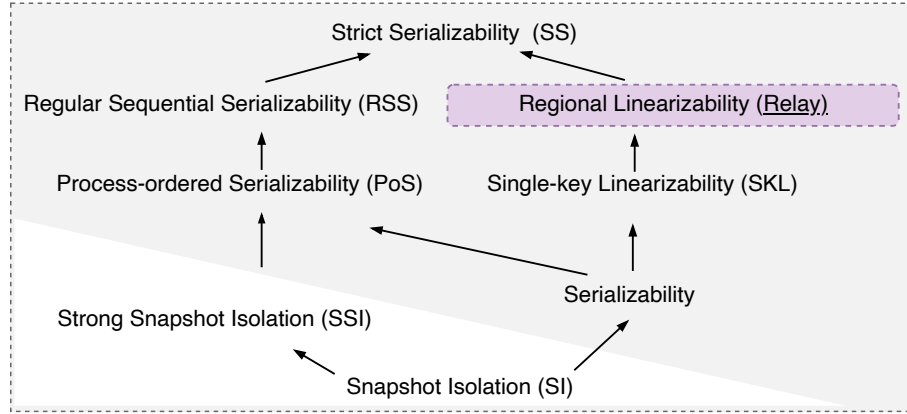 Strict Serializability (SS)
Regular Sequential Serializability (RSS)
Regional Linearizability (Relay)
Process-ordered Serializability (PoS)
Single-key Linearizability (SKL)
Serializability
Strong Snapshot Isolation (SSI)
Snapshot Isolation (SI)